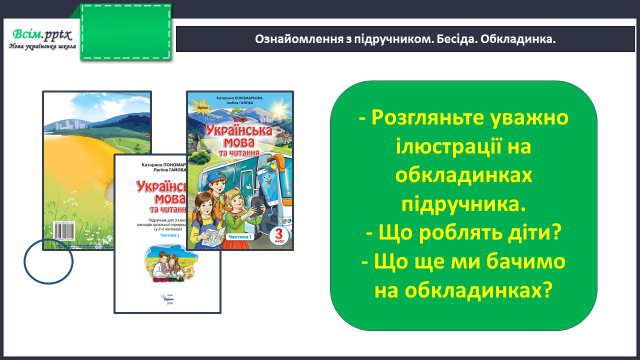 Всім.pptx
Нова українська школа
Ознайомлення з підручником. Бесіда. Обкладинка.
Катерина ПОНОМАРЬОВА,
Любов ГАЙОВА
Українська
мова
та читання
Частина 1
3
клас
Катерина ПОНОМАРЬОВА
Любов ГАЙОВА
Українсь
мова
та читання
Частина 1
- Розгляньте уважно
ілюстрації на
обкладинках
підручника.
- Що роблять діти?
- Що ще ми бачимо
на обкладинках?